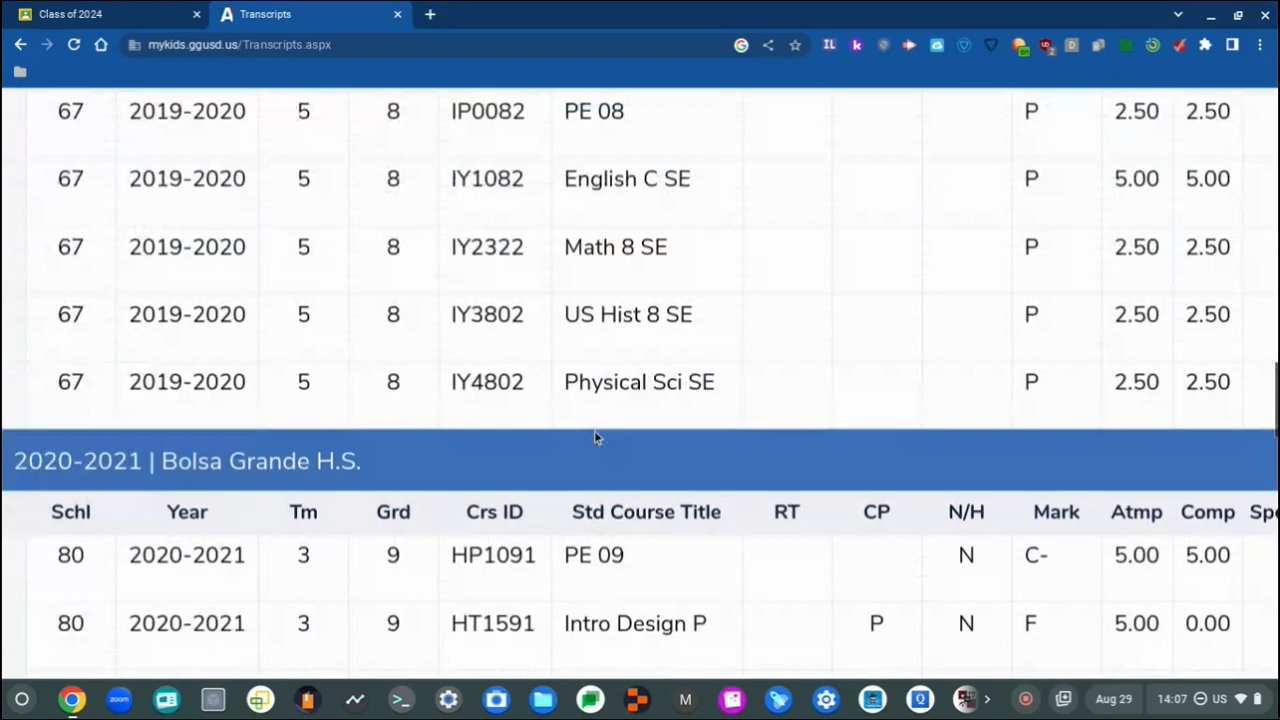 Class of 2024
Transcripts
mykids.ggusd.us/Transcripts.aspx
67 2019-2020 5 8 IP0082 PE 08 P 2.50 2.50
67 2019-2020 5 8 IY1082 English C SE P 5.00 5.00
67 2019-2020 5 8 IY2322 Math 8 SE P 2.50 2.50
67 2019-2020 5 8 IY3802 US Hist 8 SE P 2.50 2.50
67 2019-2020 5 8 IY4802 Physical Sci SE P 2.50 2.50
2020-2021 | Bolsa Grande H.S.
Schl Year Tm Grd Crs ID Std Course Title RT CP N/H Mark Atmp Comp
80 2020-2021 3 9 HP1091 PE 09 N C- 5.00 5.00
80 2020-2021 3 9 HT1591 Intro Design P P N F 5.00 0.00
zoom M Q Aug 29 14:07 US